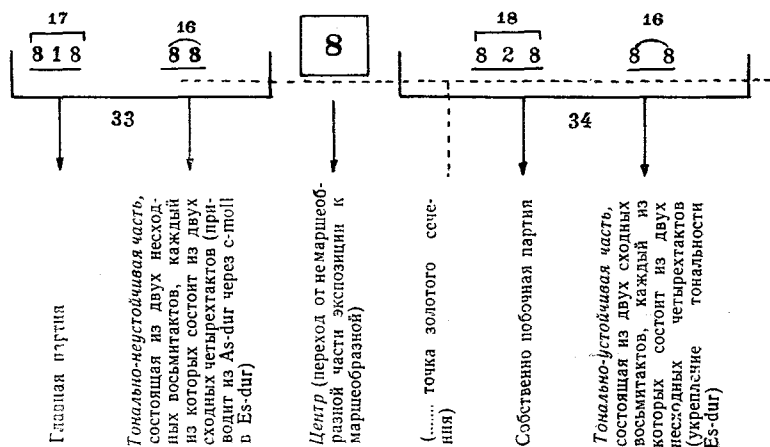 17
16
8
18
16
8 1 8
8 8
8 2 8
8 8
33
34
Главная партия
Тонально-неустойчивая часть,
состоящая из двух несход-
ных восьмитактов, каждый
из которых состоит из двух
сходных четырехтактов (при-
водит из As-dur через c-moll
в Es-dur)
Центр (переход от немаршеоб-
разной части экспозиции к
маршеобразной)
(....... точка золотого сече-
ния)
Собственно побочная партия
Тонально-устойчивая часть,
состоящая из двух сходных
восьмитактов, каждый из
которых состоит из двух
несходных четырехтактов
(укрепление тональности
Es-dur)